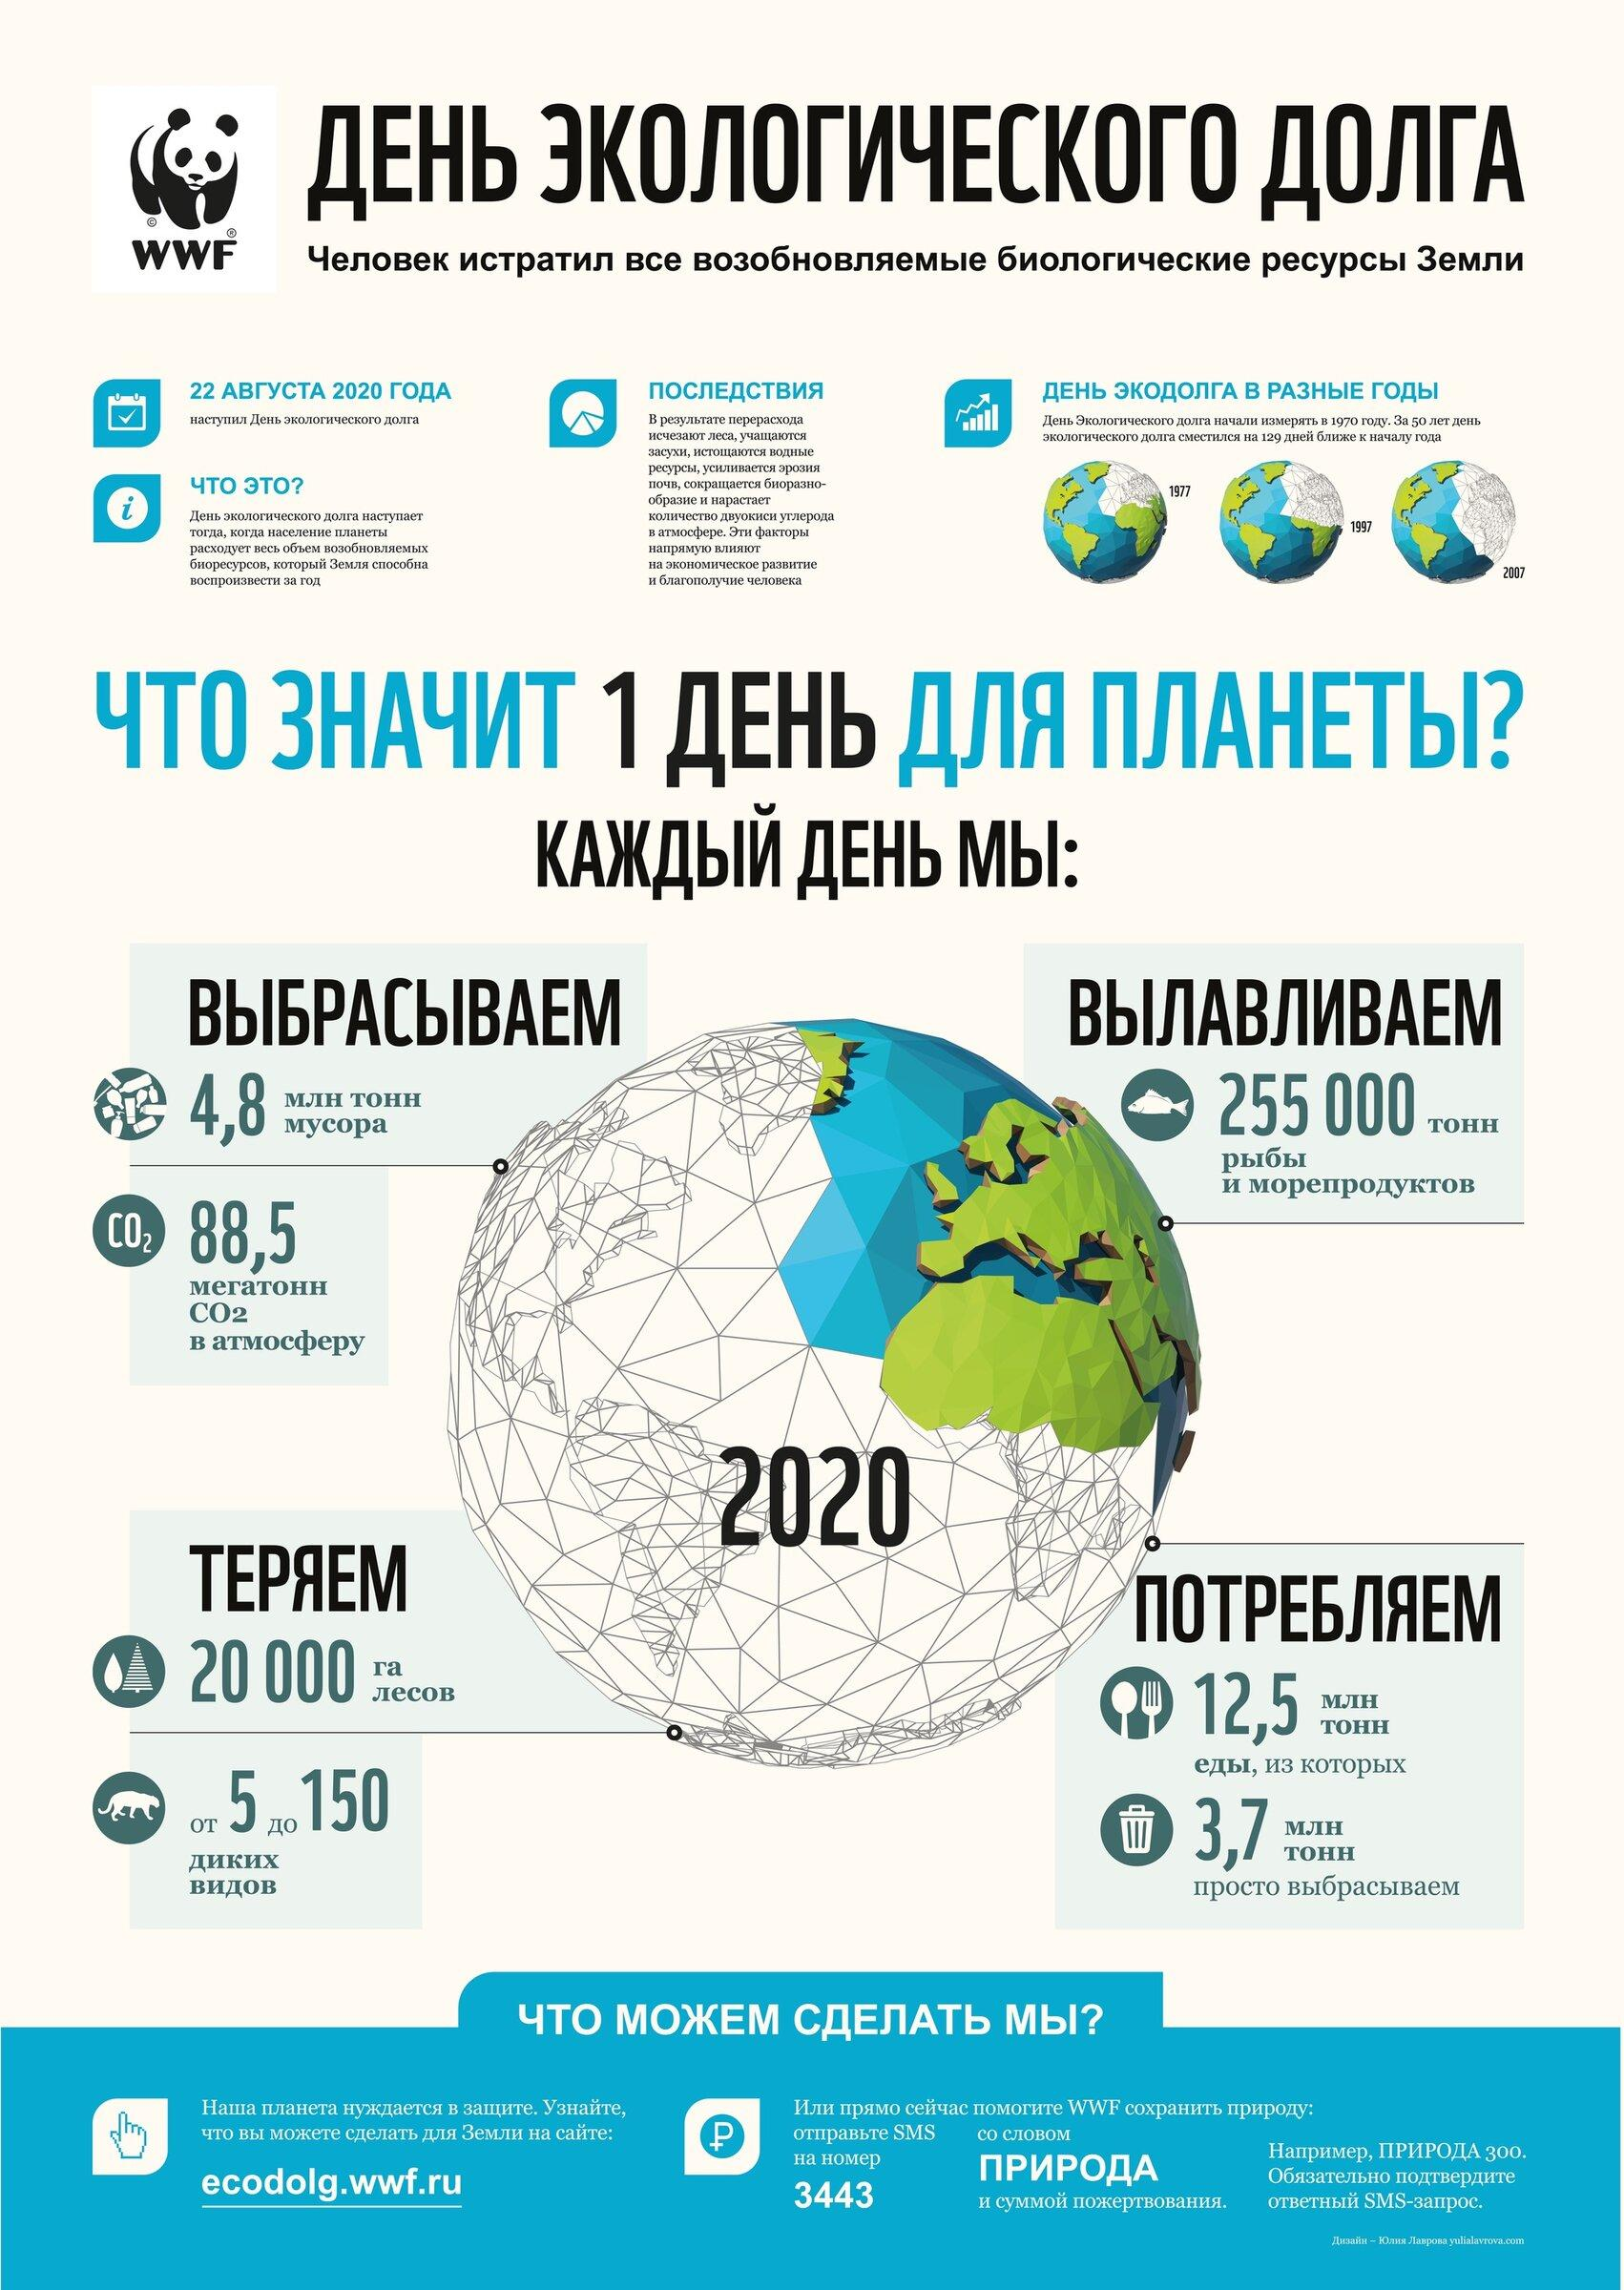 ДЕНЬ ЭКОЛОГИЧЕСКОГО ДОЛГА
Человек истратил все возобновляемые биологические ресурсы Земли
©
®
WWF
22 АВГУСТА 2020 ГОДА
наступил День экологического долга
ЧТО ЭТО?
День экологического долга наступает
тогда, когда население планеты
расходует весь объем возобновляемых
биоресурсов, который Земля способна
воспроизвести за год
ПОСЛЕДСТВИЯ
В результате перерасхода
исчезают леса, учащаются
засухи, истощаются водные
ресурсы, усиливается эрозия
почв, сокращается биоразно-
образие и нарастает
количество двуокиси углерода
в атмосфере. Эти факторы
напрямую влияют
на экономическое развитие
и благополучие человека
ДЕНЬ ЭКОДОЛГА В РАЗНЫЕ ГОДЫ
День Экологического долга начали измерять в 1970 году. За 50 лет день
экологического долга сместился на 129 дней ближе к началу года
1977
1997
2007
ЧТО ЗНАЧИТ 1 ДЕНЬ ДЛЯ ПЛАНЕТЫ?
КАЖДЫЙ ДЕНЬ МЫ:
ВЫБРАСЫВАЕМ
4,8 млн тонн
мусора
CO2
88,5
мегатонн
СО2
в атмосферу
ВЫЛАВЛИВАЕМ
255 000 тонн
рыбы
и морепродуктов
2020
ТЕРЯЕМ
20 000 га
лесов
от 5 до 150
диких
видов
ПОТРЕБЛЯЕМ
12,5 млн
тонн
еды, из которых
3,7 млн
тонн
просто выбрасываем
ЧТО МОЖЕМ СДЕЛАТЬ МЫ?
Наша планета нуждается в защите. Узнайте,
что вы можете сделать для Земли на сайте:
ecodolg.wwf.ru
Или прямо сейчас помогите WWF сохранить природу:
отправьте SMS
на номер
3443
со словом
ПРИРОДА
и суммой пожертвования.
Например, ПРИРОДА 300.
Обязательно подтвердите
ответный SMS-запрос.
Дизайн – Юлия Лаврова yulialavrova.com